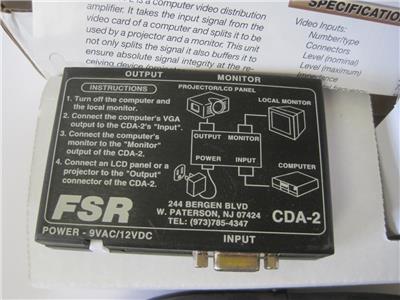 is a computer video distribution
amplifier. It takes the input signal from the
video card of a computer and splits it to be
used by a projector and a monitor. This unit
not only splits the signal it also buffers it to
ensure absolute signal integrity at the
ceiving device
SPECIFICATION
Video Inputs:
Number/type
Connectors
Level (nominal)
Level (maximum)
Impedance
OUTPUT MONITOR
INSTRUCTIONS
1. Turn off the computer and
the local monitor.
2. Connect the computer's VGA
output to the CDA-2's "Input".
3. Connect the computer's
monitor to the "Monitor"
output of the CDA-2.
4. Connect an LCD panel or a
projector to the "Output"
connector of the CDA-2.
PROJECTOR/LCD PANEL
LOCAL MONITOR
OUTPUT MONITOR
POWER INPUT
COMPUTER
FSR
244 BERGEN BLVD
W. PATERSON, NJ 07424
TEL: (973)785-4347
CDA-2
POWER - 9VAC/12VDC
INPUT